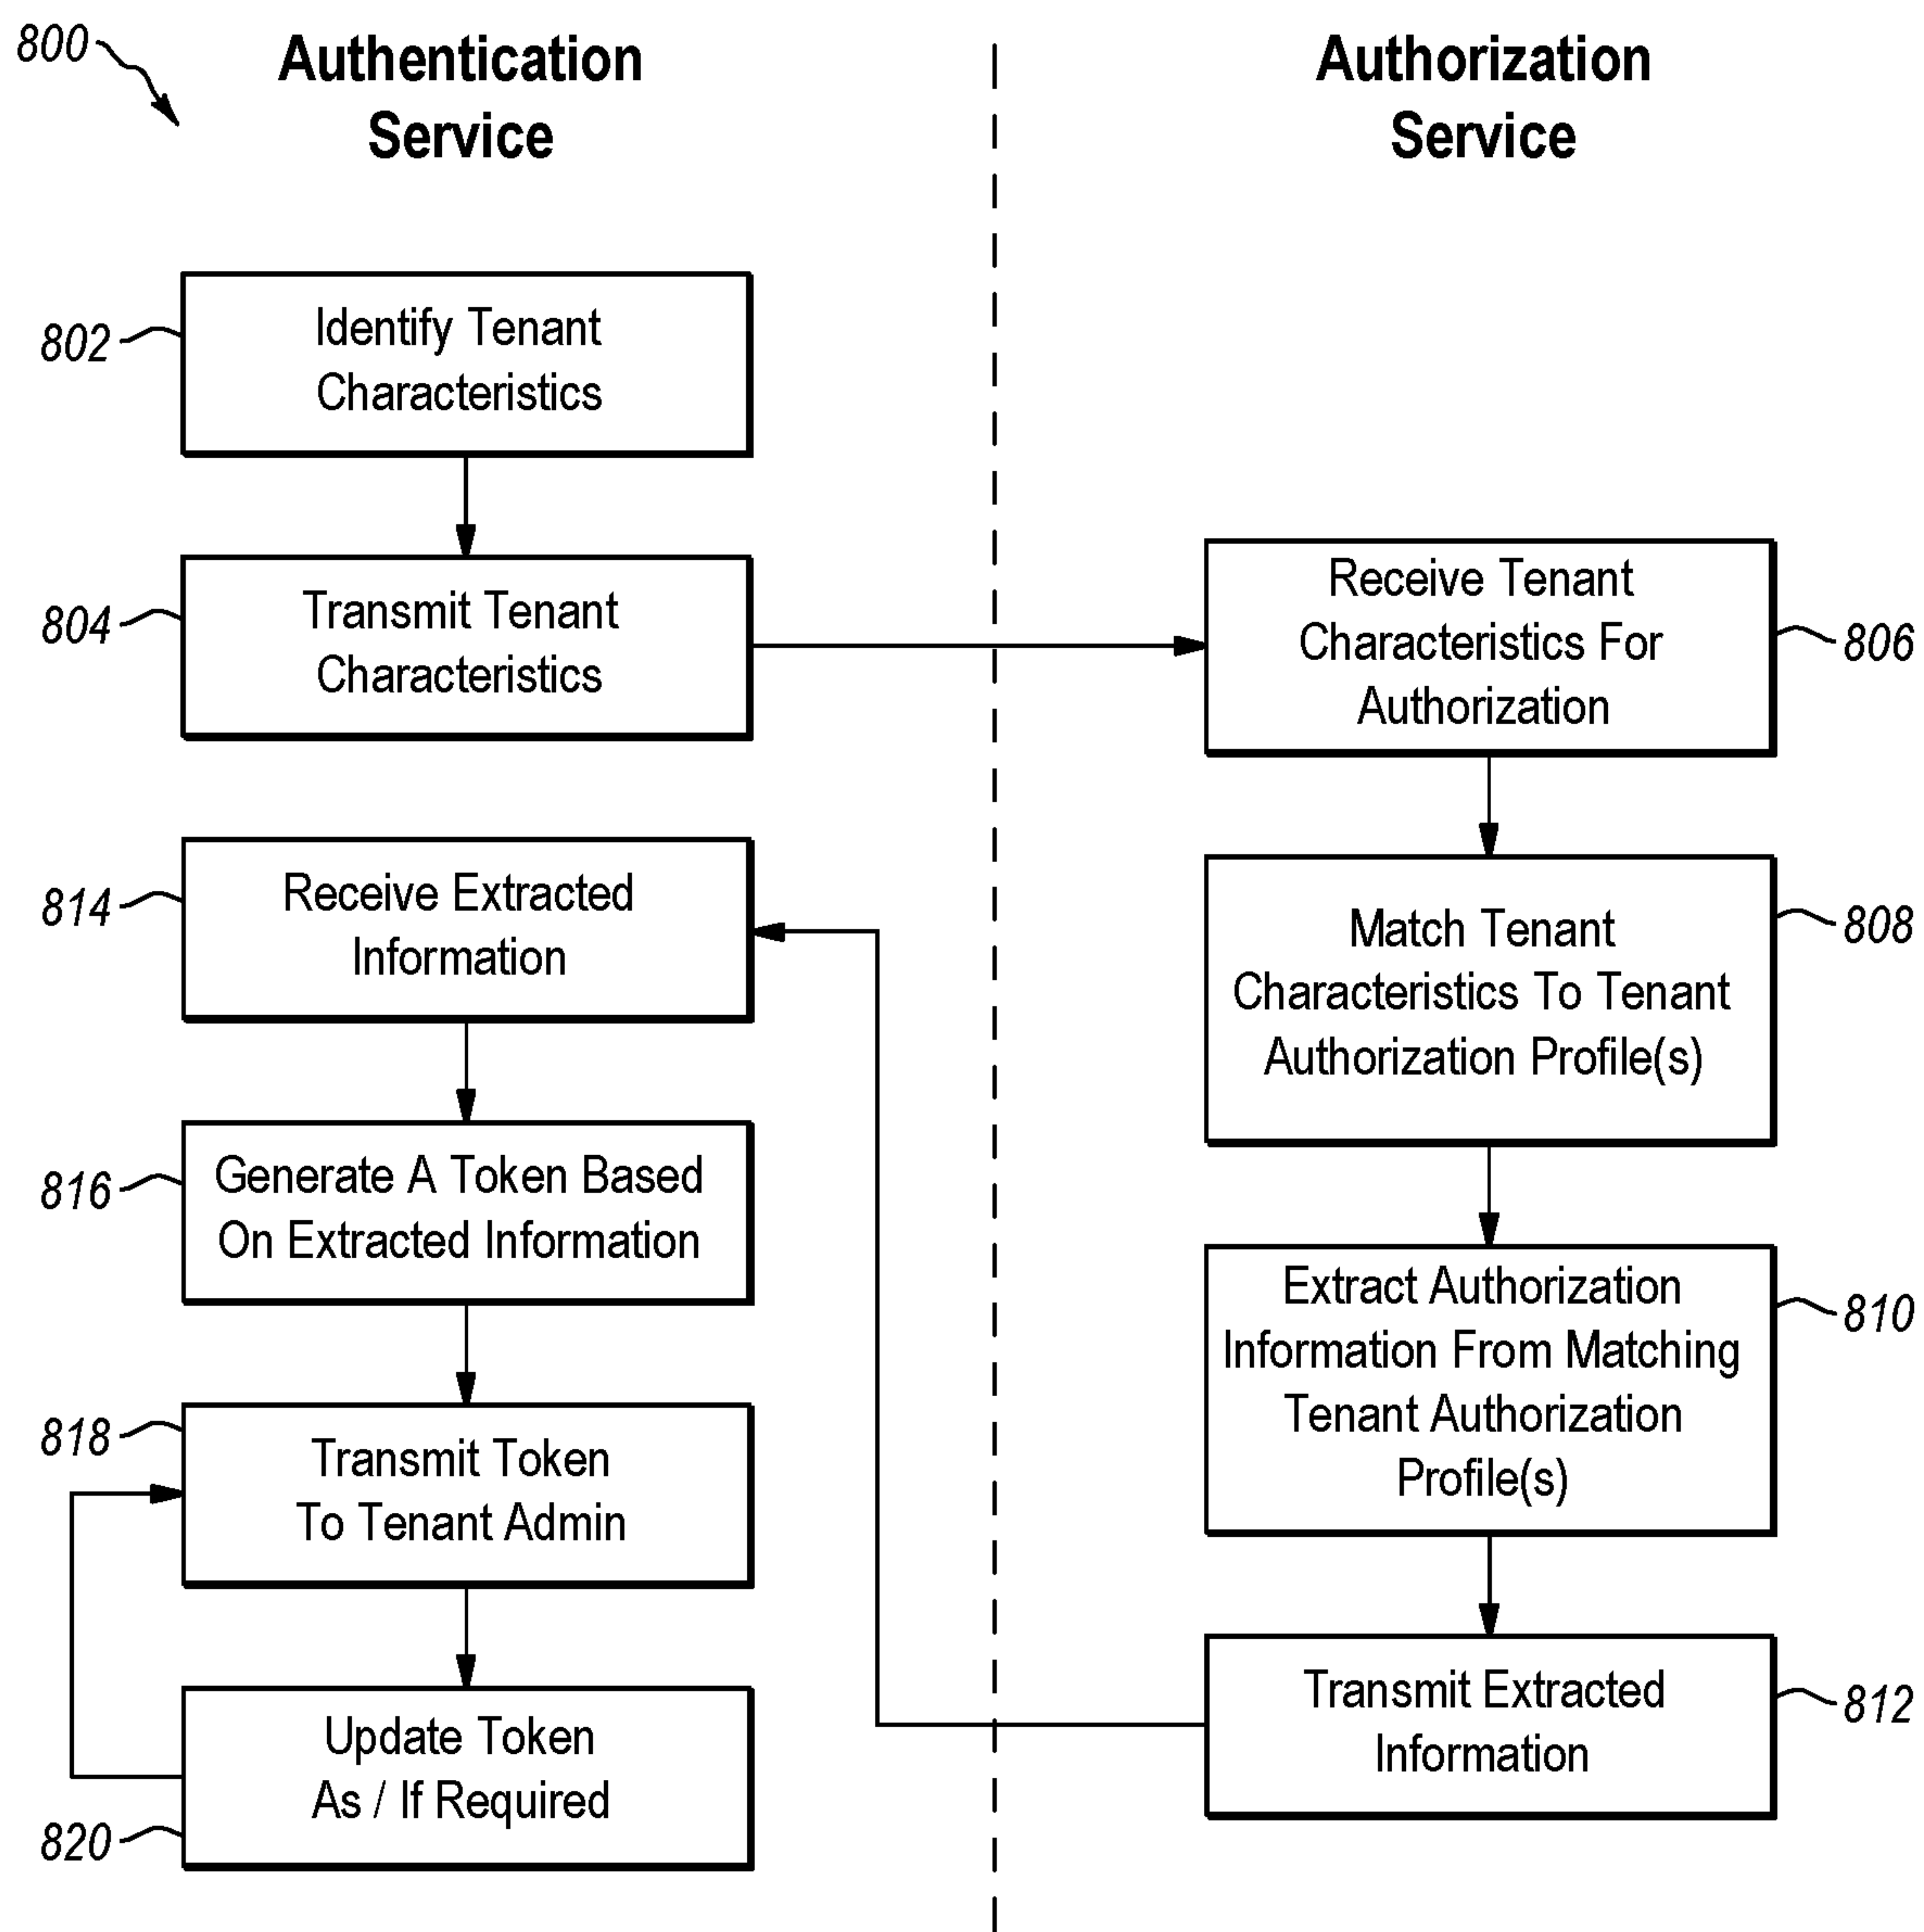 800
Authentication
Service
Authorization
Service
802
Identify Tenant
Characteristics
804
Transmit Tenant
Characteristics
Receive Tenant
Characteristics For
Authorization
806
Match Tenant
Characteristics To Tenant
Authorization Profile(s)
808
Extract Authorization
Information From Matching
Tenant Authorization
Profile(s)
810
Transmit Extracted
Information
812
814
Receive Extracted
Information
816
Generate A Token Based
On Extracted Information
818
Transmit Token
To Tenant Admin
Update Token
As / If Required
820